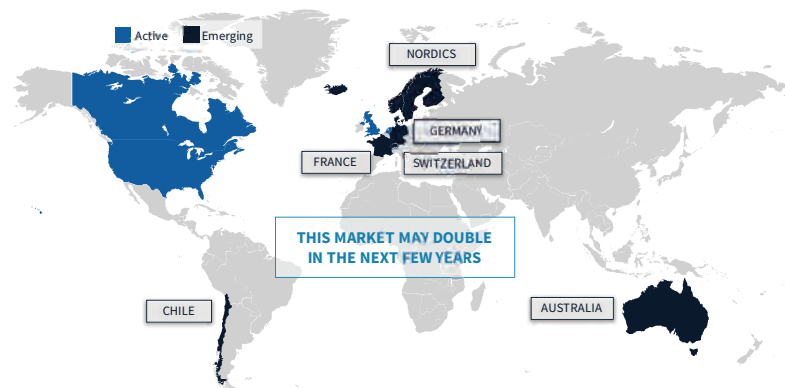 Active
Emerging
NORDICS
GERMANY
FRANCE
SWITZERLAND
THIS MARKET MAY DOUBLE
IN THE NEXT FEW YEARS
CHILE
AUSTRALIA